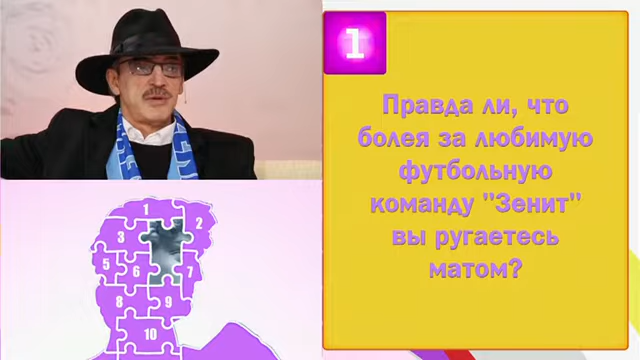 1
Правда ли, что
болея за любимую
футбольную
команду "Зенит"
вы ругаетесь
матом?
1
2
3
5
6
7
8
9
10